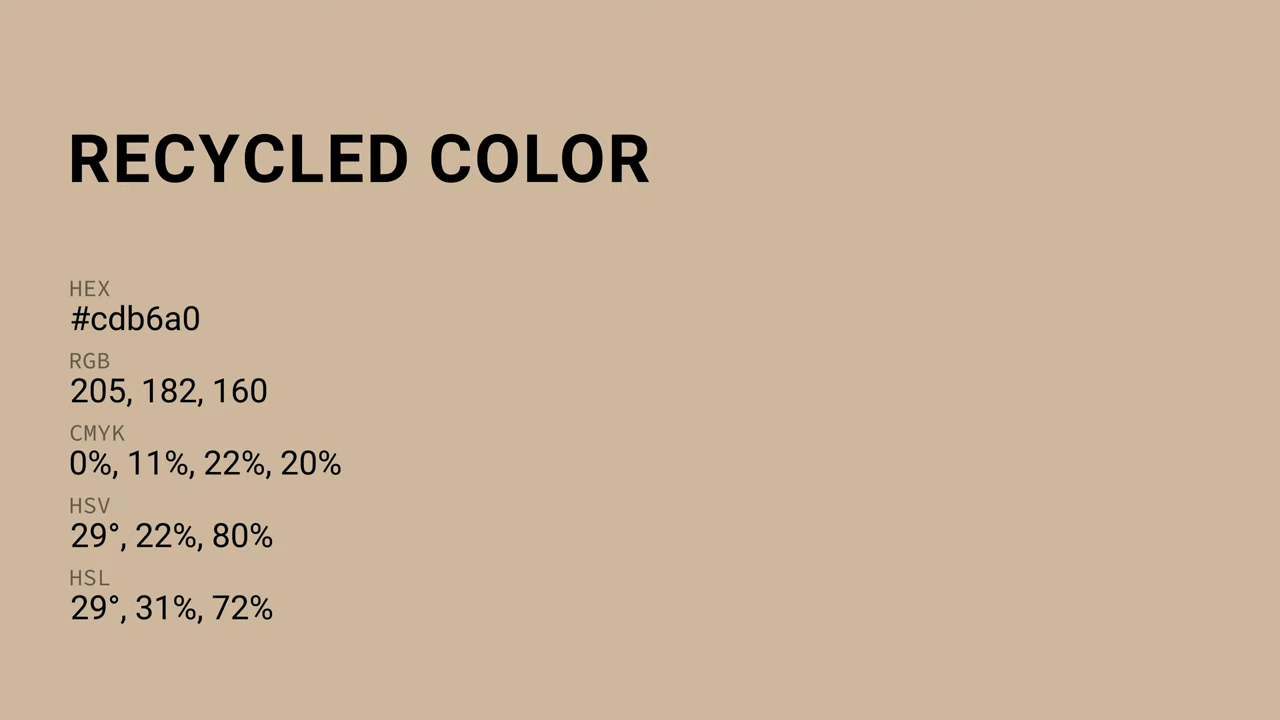 RECYCLED COLOR
HEX
#cdb6a0
RGB
205, 182, 160
CMYK
0%, 11%, 22%, 20%
HSV
29°, 22%, 80%
HSL
29°, 31%, 72%